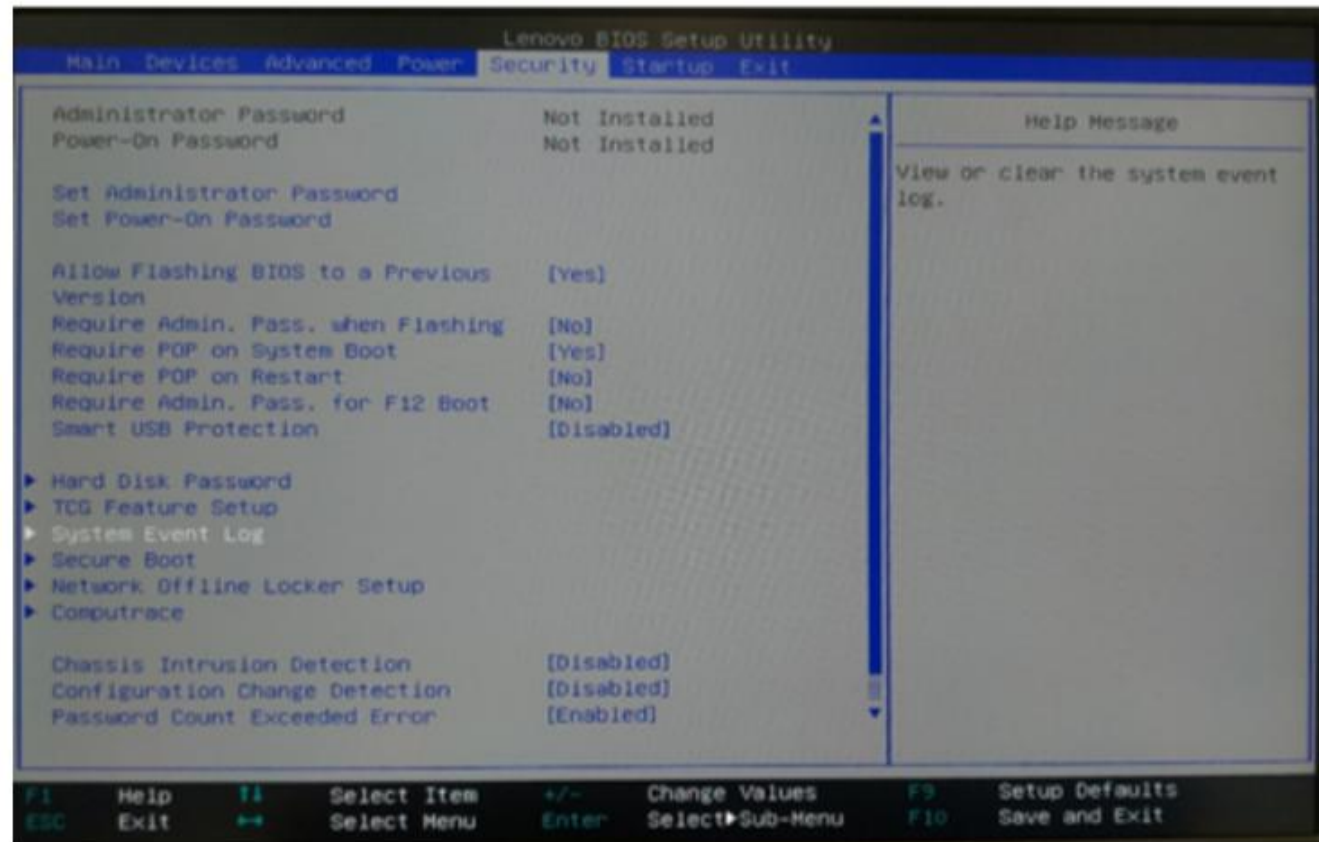 Lenovo BIOS Setup Utility
Main Devices Advanced Power Security Startup Exit
Administrator Password Not Installed
Power-On Password Not Installed
Set Administrator Password
Set Power-On Password
Allow Flashing BIOS to a Previous [Yes]
Version
Require Admin. Pass. when Flashing [No]
Require POP on System Boot [Yes]
Require POP on Restart [No]
Require Admin. Pass. for F12 Boot [No]
Smart USB Protection [Disabled]
Hard Disk Password
TCG Feature Setup
System Event Log
Secure Boot
Network Offline Locker Setup
Computrace
Chassis Intrusion Detection [Disabled]
Configuration Change Detection [Disabled]
Password Count Exceeded Error [Enabled]
Help Message
View or clear the system event
log.
F1 Help ↑↓ Select Item +/- Change Values F9 Setup Defaults
ESC Exit ↔ Select Menu Enter Select▶Sub-Menu F10 Save and Exit